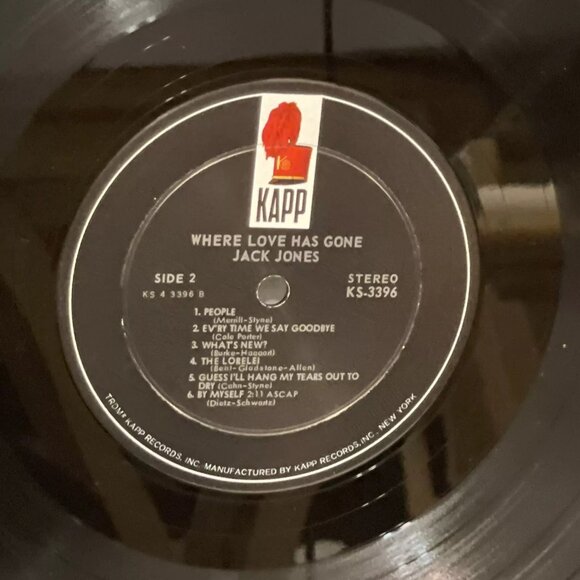 KAPP
WHERE LOVE HAS GONE
JACK JONES
SIDE 2
STEREO
KS 4 3396 B
KS-3396
1. PEOPLE
(Merrill-Styne)
2. EV'RY TIME WE SAY GOODBYE
(Cole Porter)
3. WHAT'S NEW?
(Burke-Haggart)
4. THE LORELEI
(Bent-Gladstone-Allen)
5. GUESS I'LL HANG MY TEARS OUT TO
DRY (Cahn-Styne)
6. BY MYSELF 2:11 ASCAP
(Dietz-Schwartz)
KAPP RECORDS, INC. MANUFACTURED BY KAPP RECORDS, INC., NEW YORK